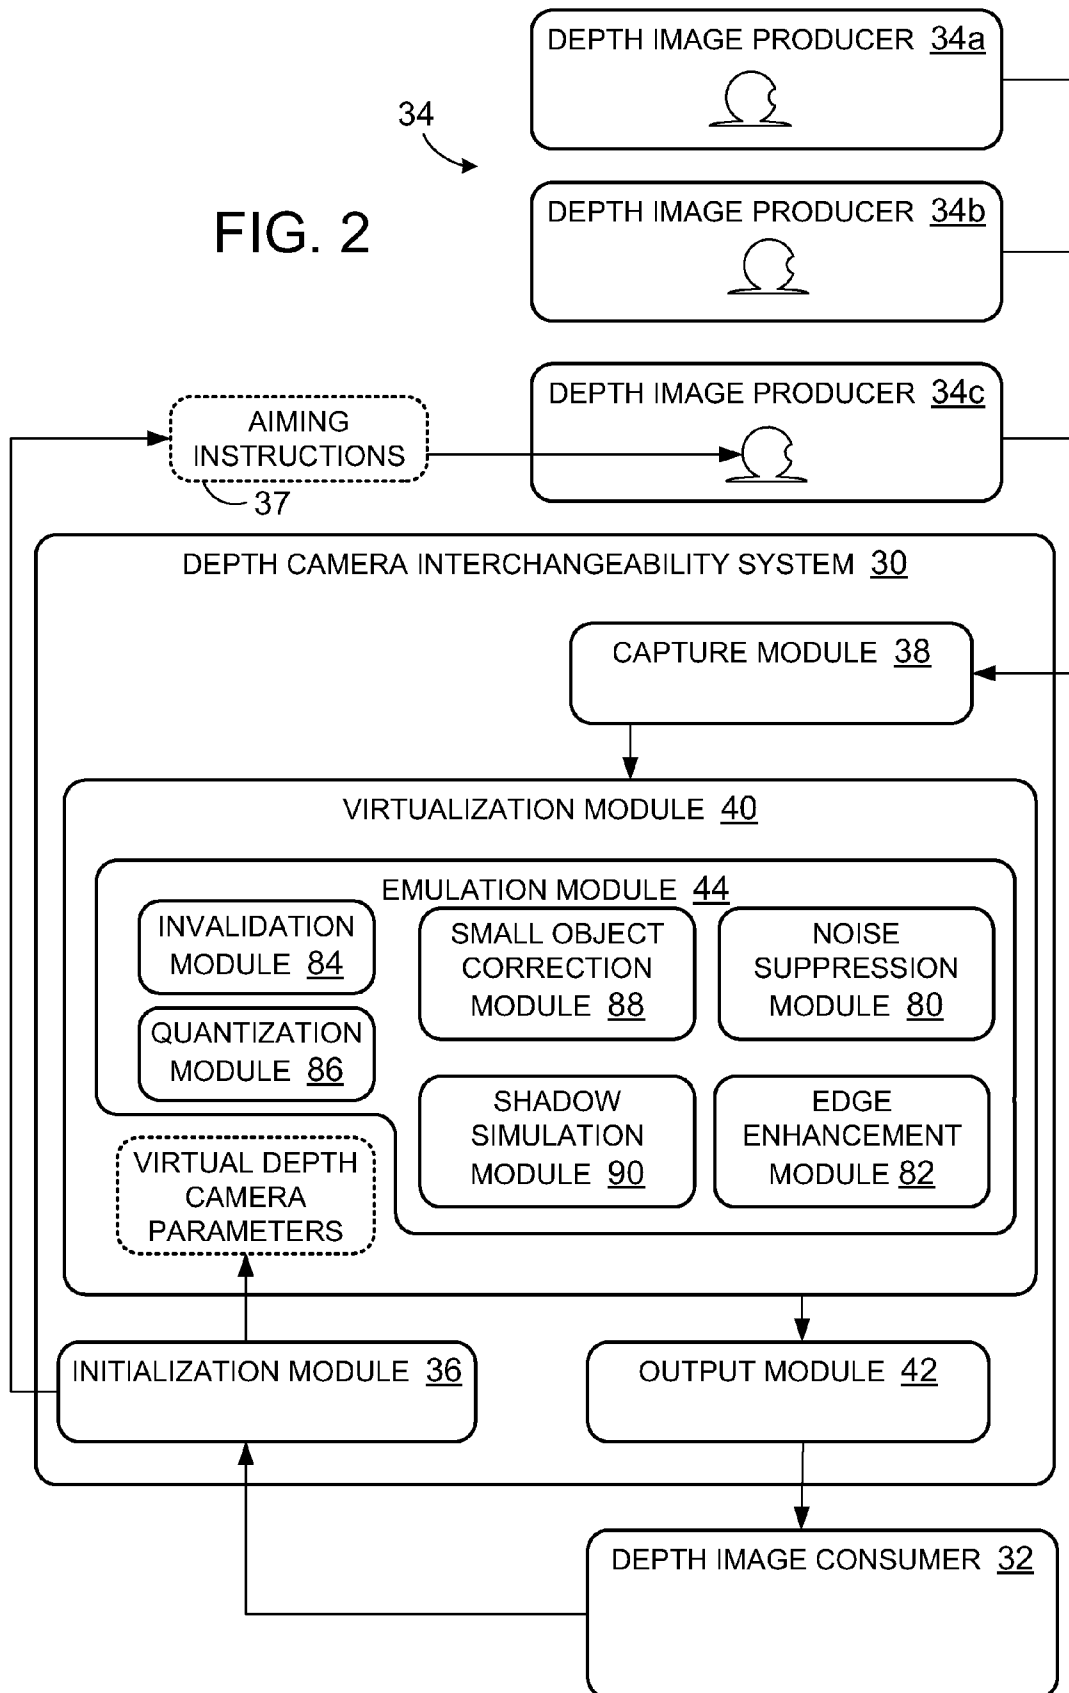 DEPTH IMAGE PRODUCER 34a
34
FIG. 2
DEPTH IMAGE PRODUCER 34b
DEPTH IMAGE PRODUCER 34c
AIMING
INSTRUCTIONS
37
DEPTH CAMERA INTERCHANGEABILITY SYSTEM 30
CAPTURE MODULE 38
VIRTUALIZATION MODULE 40
EMULATION MODULE 44
INVALIDATION
MODULE 84
SMALL OBJECT
CORRECTION
MODULE 88
NOISE
SUPPRESSION
MODULE 80
QUANTIZATION
MODULE 86
SHADOW
SIMULATION
MODULE 90
EDGE
ENHANCEMENT
MODULE 82
VIRTUAL DEPTH
CAMERA
PARAMETERS
INITIALIZATION MODULE 36
OUTPUT MODULE 42
DEPTH IMAGE CONSUMER 32